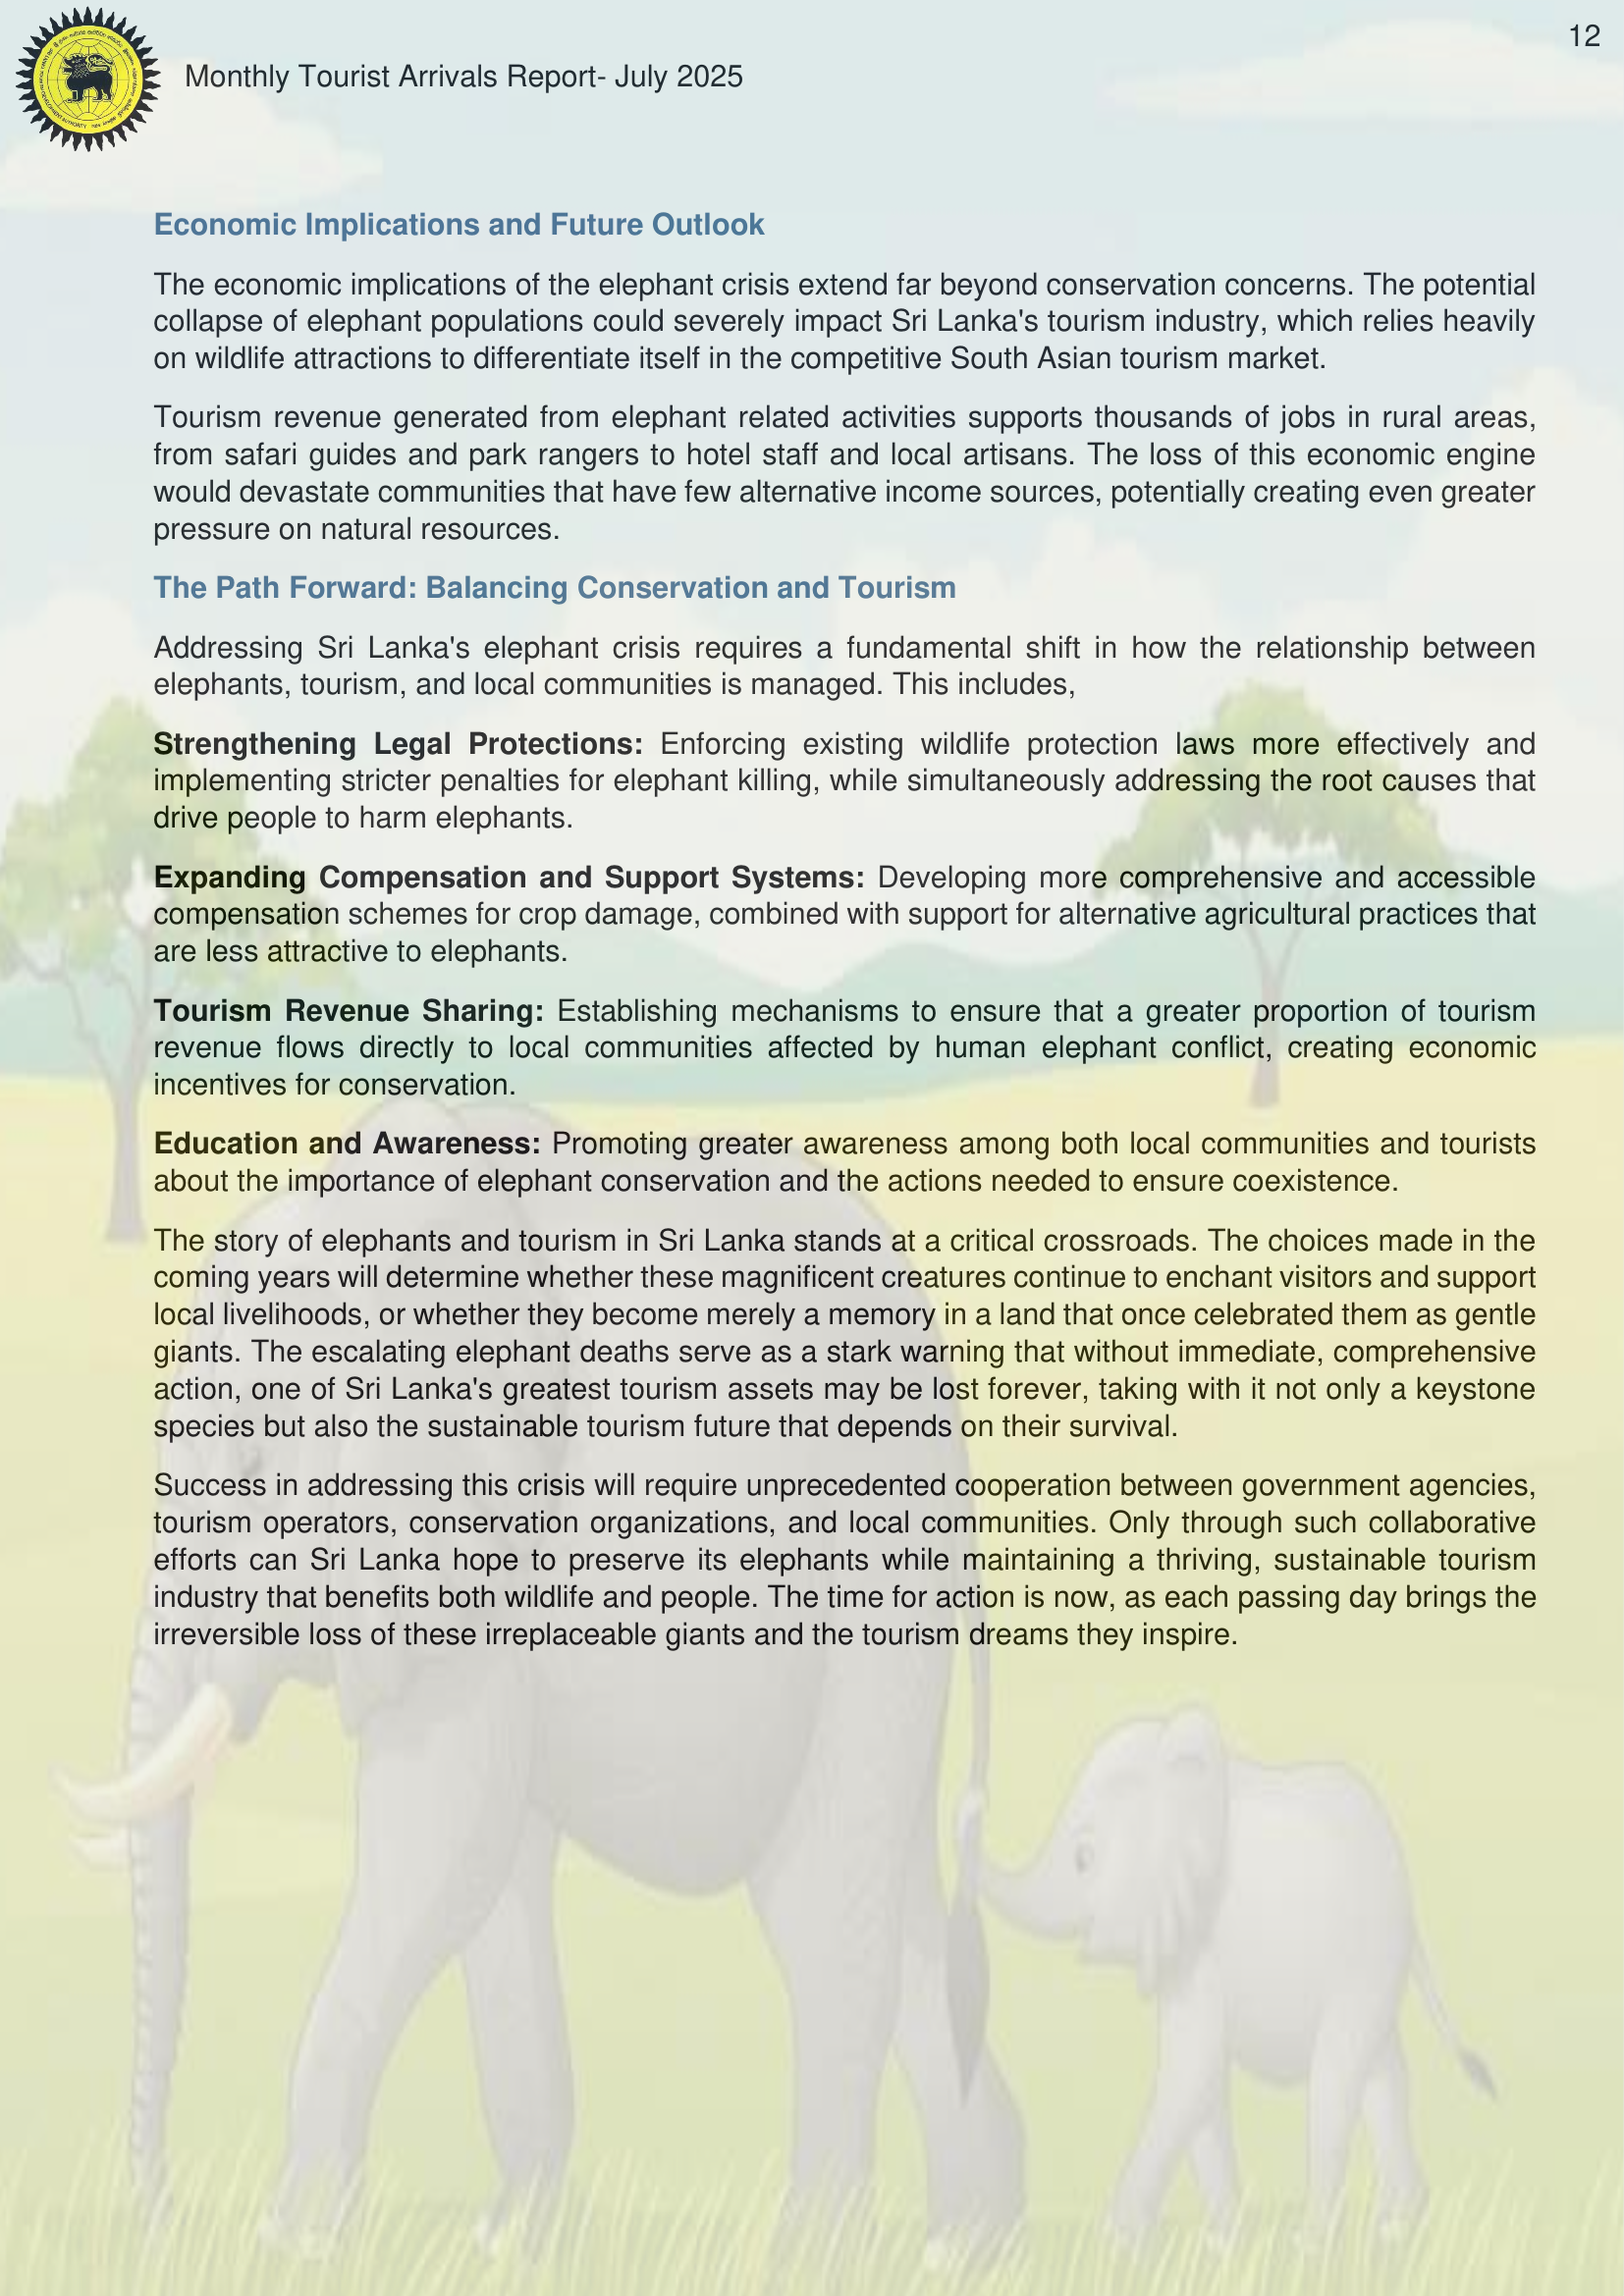 12
Monthly Tourist Arrivals Report- July 2025
Economic Implications and Future Outlook
The economic implications of the elephant crisis extend far beyond conservation concerns. The potential
collapse of elephant populations could severely impact Sri Lanka's tourism industry, which relies heavily
on wildlife attractions to differentiate itself in the competitive South Asian tourism market.
Tourism revenue generated from elephant related activities supports thousands of jobs in rural areas,
from safari guides and park rangers to hotel staff and local artisans. The loss of this economic engine
would devastate communities that have few alternative income sources, potentially creating even greater
pressure on natural resources.
The Path Forward: Balancing Conservation and Tourism
Addressing Sri Lanka's elephant crisis requires a fundamental shift in how the relationship between
elephants, tourism, and local communities is managed. This includes,
Strengthening Legal Protections: Enforcing existing wildlife protection laws more effectively and
implementing stricter penalties for elephant killing, while simultaneously addressing the root causes that
drive people to harm elephants.
Expanding Compensation and Support Systems: Developing more comprehensive and accessible
compensation schemes for crop damage, combined with support for alternative agricultural practices that
are less attractive to elephants.
Tourism Revenue Sharing: Establishing mechanisms to ensure that a greater proportion of tourism
revenue flows directly to local communities affected by human elephant conflict, creating economic
incentives for conservation.
Education and Awareness: Promoting greater awareness among both local communities and tourists
about the importance of elephant conservation and the actions needed to ensure coexistence.
The story of elephants and tourism in Sri Lanka stands at a critical crossroads. The choices made in the
coming years will determine whether these magnificent creatures continue to enchant visitors and support
local livelihoods, or whether they become merely a memory in a land that once celebrated them as gentle
giants. The escalating elephant deaths serve as a stark warning that without immediate, comprehensive
action, one of Sri Lanka's greatest tourism assets may be lost forever, taking with it not only a keystone
species but also the sustainable tourism future that depends on their survival.
Success in addressing this crisis will require unprecedented cooperation between government agencies,
tourism operators, conservation organizations, and local communities. Only through such collaborative
efforts can Sri Lanka hope to preserve its elephants while maintaining a thriving, sustainable tourism
industry that benefits both wildlife and people. The time for action is now, as each passing day brings the
irreversible loss of these irreplaceable giants and the tourism dreams they inspire.